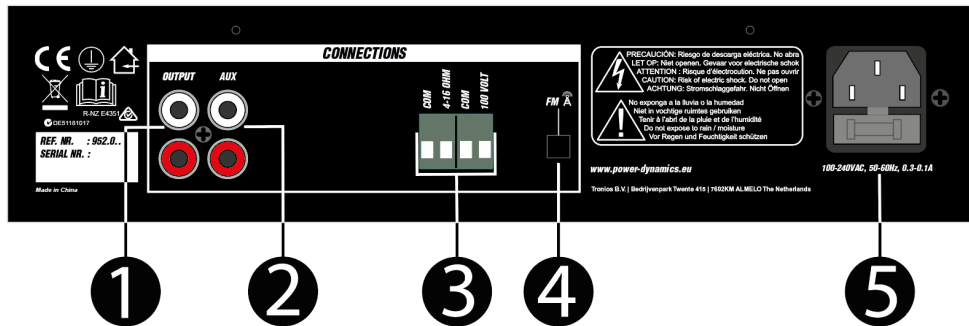 CE
CONNECTIONS
OUTPUT
AUX
COM
4-16 OHM
COM
100 VOLT
FM
R-NZ E4351
DE51181017
REF. NR. : 952.0..
SERIAL NR. :
Made in China
PRECAUCIÓN: Riesgo de descarga eléctrica. No abra
LET OP: Niet openen. Gevaar voor electrische schok
ATTENTION : Risque d'électrocution. Ne pas ouvrir
CAUTION: Risk of electric shock. Do not open
ACHTUNG: Stromschlaggefahr. Nicht Öffnen
No exponga a la lluvia o la humedad
Niet in vochtige ruimtes gebruiken
Tenir à l'abri de la pluie et de l'humidité
Do not expose to rain / moisture
Vor Regen und Feuchtigkeit schützen
www.power-dynamics.eu
Tronios B.V. | Bedrijvenpark Twente 415 | 7602KM ALMELO The Netherlands
100-240VAC, 50-60Hz, 0.3-0.1A
1
2
3
4
5